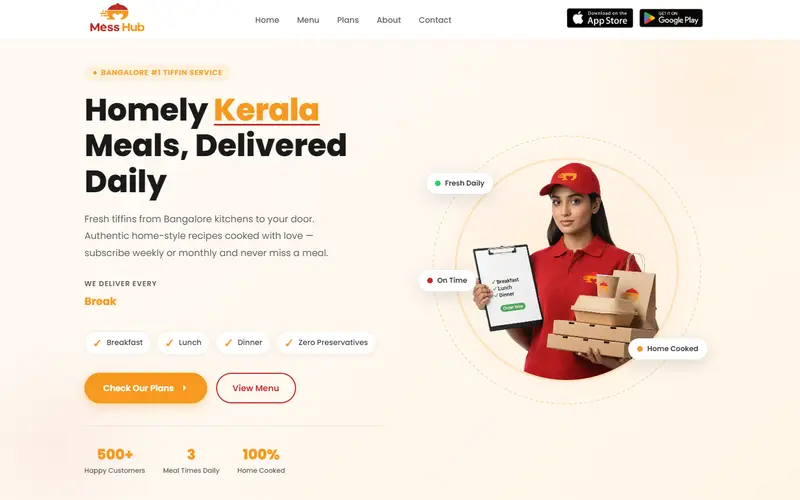 Mess Hub
Home
Menu
Plans
About
Contact
Download on the
App Store
GET IT ON
Google Play
BANGALORE #1 TIFFIN SERVICE
Homely Kerala
Meals, Delivered
Daily
Fresh tiffins from Bangalore kitchens to your door.
Authentic home-style recipes cooked with love —
subscribe weekly or monthly and never miss a meal.
WE DELIVER EVERY
Break
✓ Breakfast
✓ Lunch
✓ Dinner
✓ Zero Preservatives
Check Our Plans
View Menu
500+
Happy Customers
3
Meal Times Daily
100%
Home Cooked
Fresh Daily
On Time
✓ Breakfast
✓ Lunch
✓ Dinner
Order Now
Home Cooked